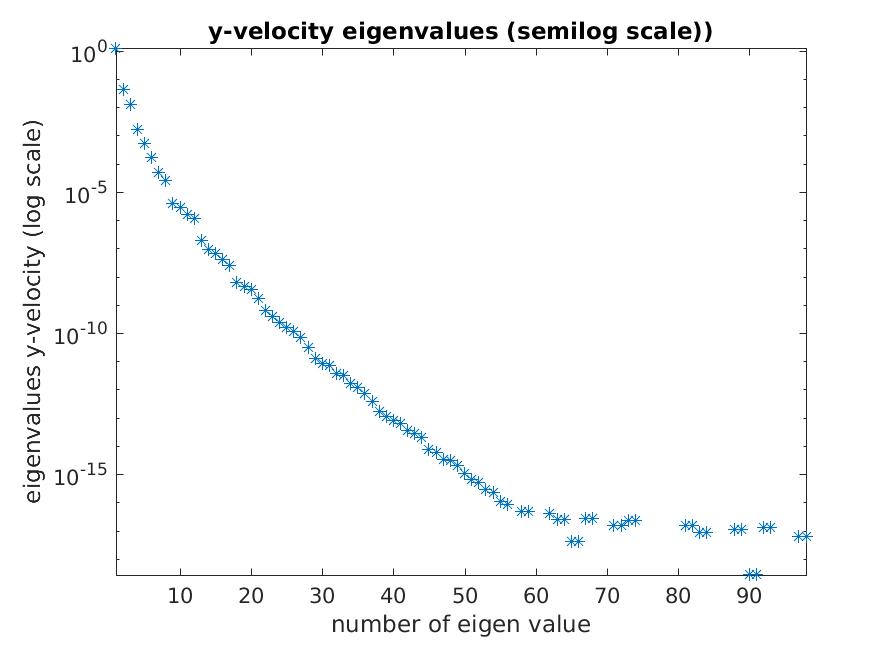 y-velocity eigenvalues (semilog scale))
10^0
10^-5
10^-10
10^-15
eigenvalues y-velocity (log scale)
10 20 30 40 50 60 70 80 90
number of eigen value